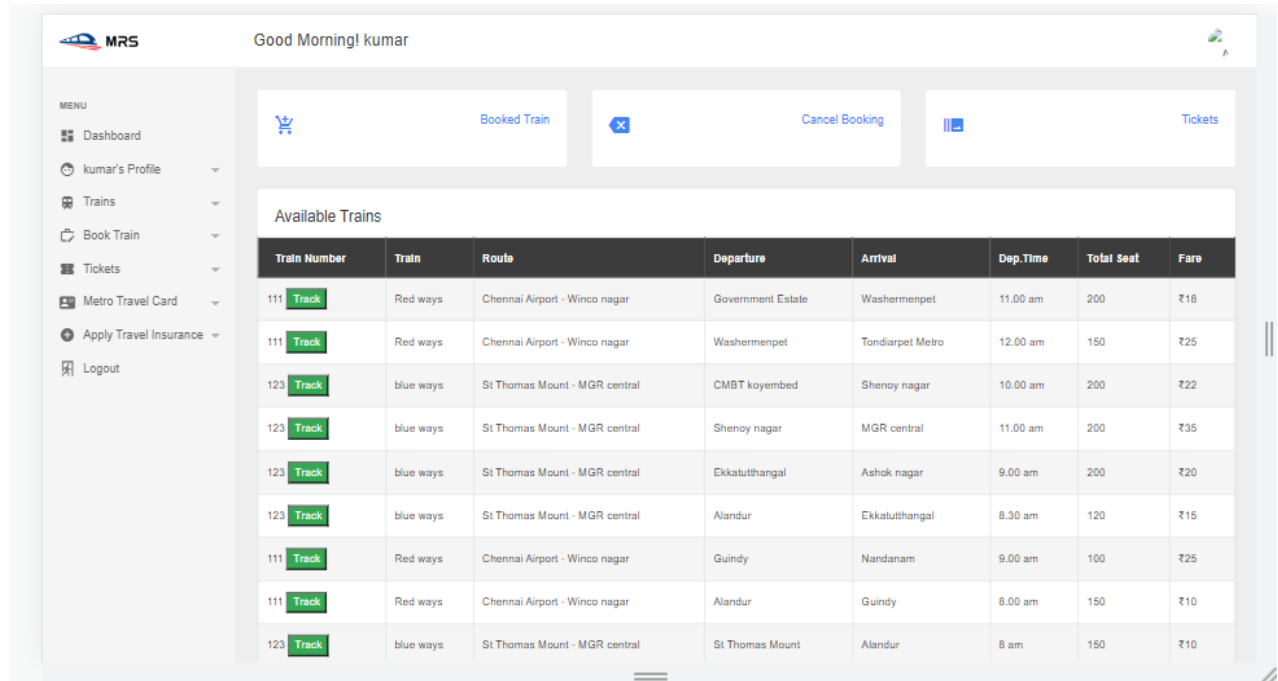 MRS
Good Morning! kumar
MENU
Dashboard
kumar's Profile
Trains
Book Train
Tickets
Metro Travel Card
Apply Travel Insurance
Logout
Booked Train
Cancel Booking
Tickets
Available Trains
Train Number Train Route Departure Arrival Dep.Time Total Seat Fare
111 Track Red ways Chennai Airport - Winco nagar Government Estate Washermenpet 11.00 am 200 ₹18
111 Track Red ways Chennai Airport - Winco nagar Washermenpet Tondiarpet Metro 12.00 am 150 ₹25
123 Track blue ways St Thomas Mount - MGR central CMBT koyembed Shenoy nagar 10.00 am 200 ₹22
123 Track blue ways St Thomas Mount - MGR central Shenoy nagar MGR central 11.00 am 200 ₹35
123 Track blue ways St Thomas Mount - MGR central Ekkatutthangal Ashok nagar 9.00 am 200 ₹20
123 Track blue ways St Thomas Mount - MGR central Alandur Ekkatutthangal 8.30 am 120 ₹15
111 Track Red ways Chennai Airport - Winco nagar Guindy Nandanam 9.00 am 100 ₹25
111 Track Red ways Chennai Airport - Winco nagar Alandur Guindy 8.00 am 150 ₹10
123 Track blue ways St Thomas Mount - MGR central St Thomas Mount Alandur 8 am 150 ₹10